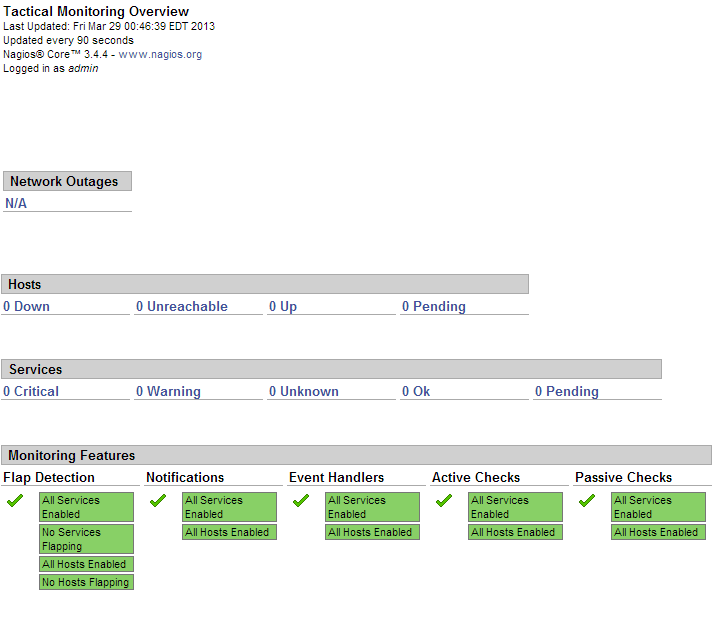 Tactical Monitoring Overview
Last Updated: Fri Mar 29 00:46:39 EDT 2013
Updated every 90 seconds
Nagios® Core™ 3.4.4 - www.nagios.org
Logged in as admin
Network Outages
N/A
Hosts
0 Down 0 Unreachable 0 Up 0 Pending
Services
0 Critical 0 Warning 0 Unknown 0 Ok 0 Pending
Monitoring Features
Flap Detection Notifications Event Handlers Active Checks Passive Checks
All Services All Services All Services All Services All Services
Enabled Enabled Enabled Enabled Enabled
No Services All Hosts Enabled All Hosts Enabled All Hosts Enabled All Hosts Enabled
Flapping
All Hosts Enabled
No Hosts Flapping